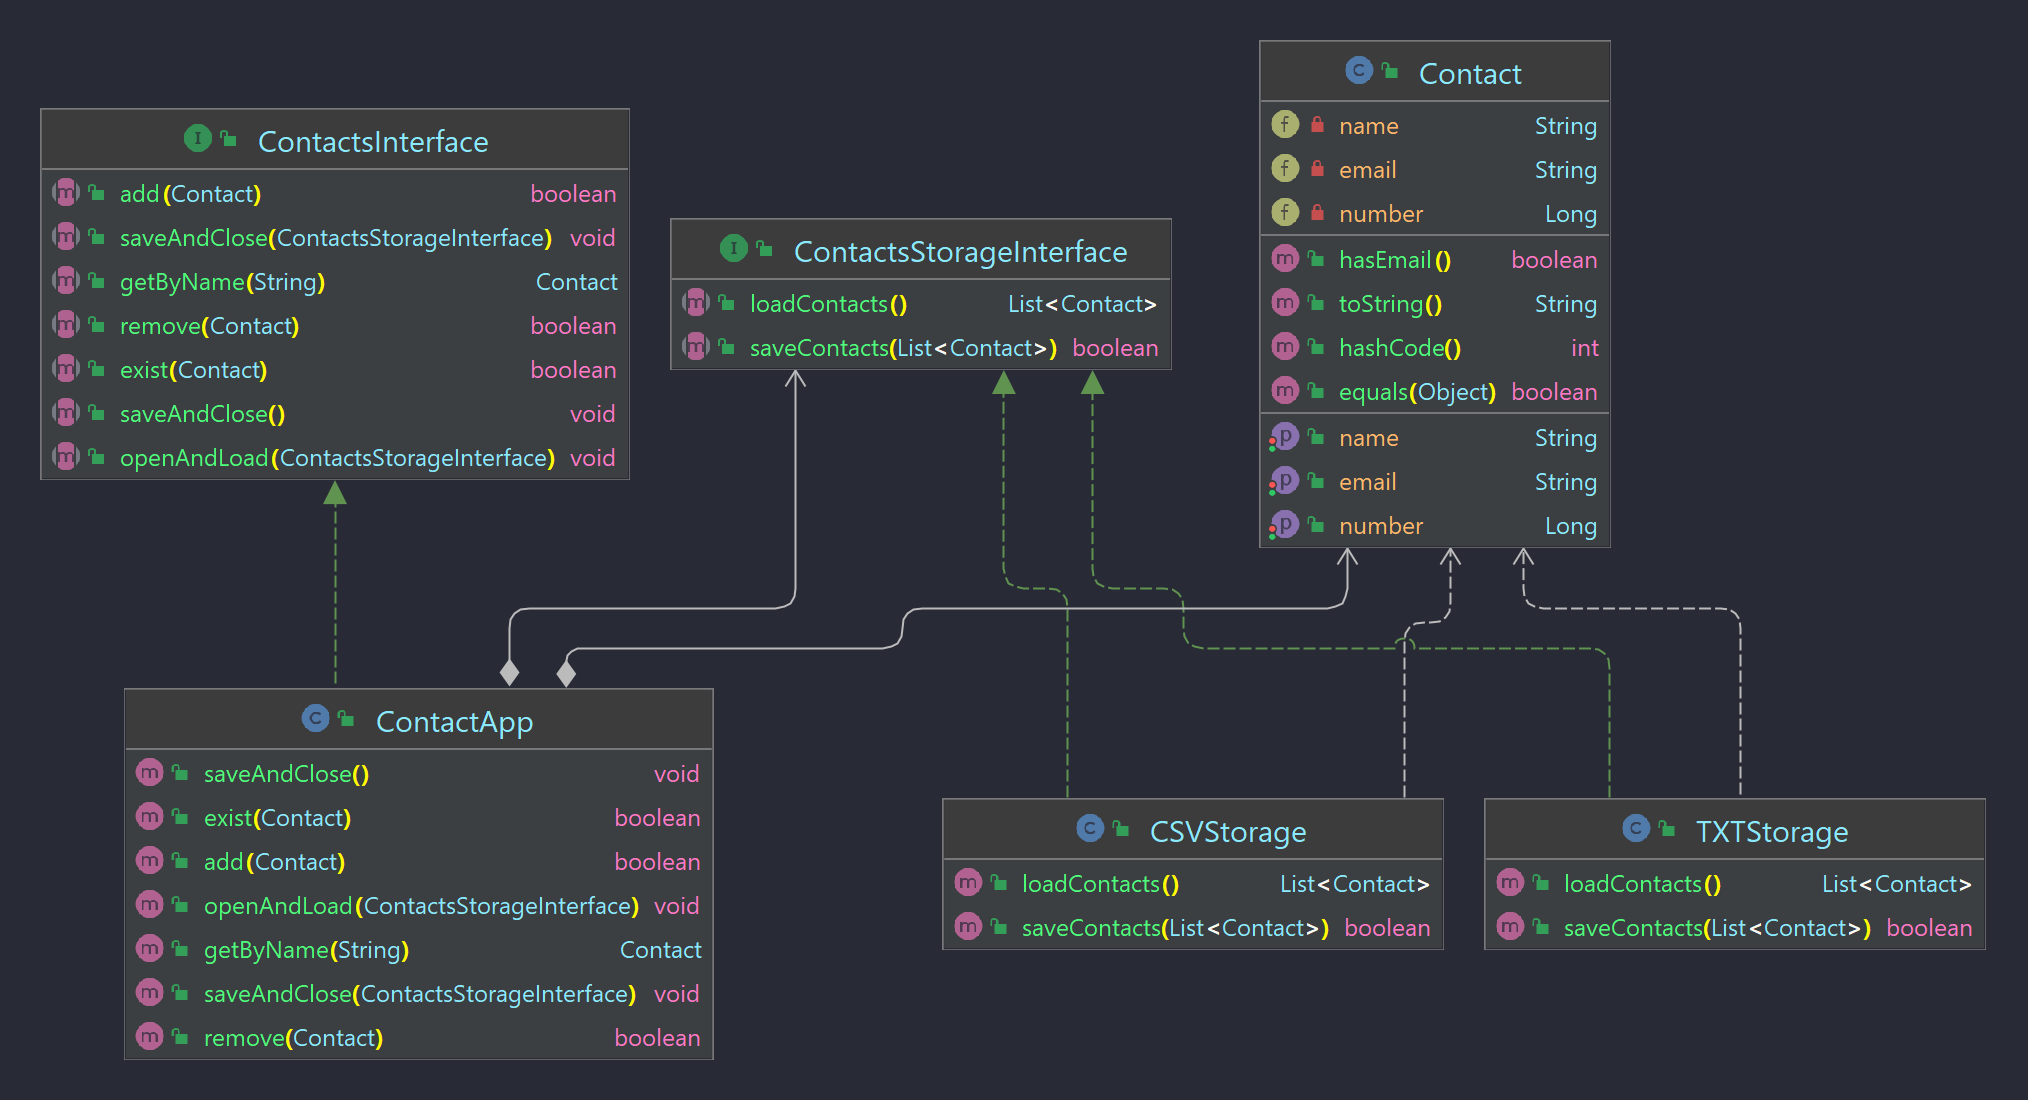 ContactsInterface
add(Contact) boolean
saveAndClose(ContactsStorageInterface) void
getByName(String) Contact
remove(Contact) boolean
exist(Contact) boolean
saveAndClose() void
openAndLoad(ContactsStorageInterface) void
ContactsStorageInterface
loadContacts() List<Contact>
saveContacts(List<Contact>) boolean
Contact
name String
email String
number Long
hasEmail() boolean
toString() String
hashCode() int
equals(Object) boolean
name String
email String
number Long
ContactApp
saveAndClose() void
exist(Contact) boolean
add(Contact) boolean
openAndLoad(ContactsStorageInterface) void
getByName(String) Contact
saveAndClose(ContactsStorageInterface) void
remove(Contact) boolean
CSVStorage
loadContacts() List<Contact>
saveContacts(List<Contact>) boolean
TXTStorage
loadContacts() List<Contact>
saveContacts(List<Contact>) boolean